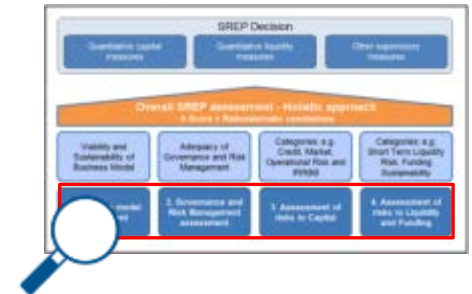 SREP Decision
Quantitative capital
measures
Quantitative liquidity
measures
Other supervisory
measures
Overall SREP assessment - Holistic approach
Viability and
Sustainability of
Business Model
Adequacy of
Governance and Risk
Management
Categories: e.g.
Credit, Market,
Operational Risk and
IRRBB
Categories: e.g.
Short Term Liquidity
Risk, Funding
Sustainability
model
2. Governance and
Risk Management
assessment
3. Assessment of
risks to Capital
4. Assessment of
risks to Liquidity
and Funding